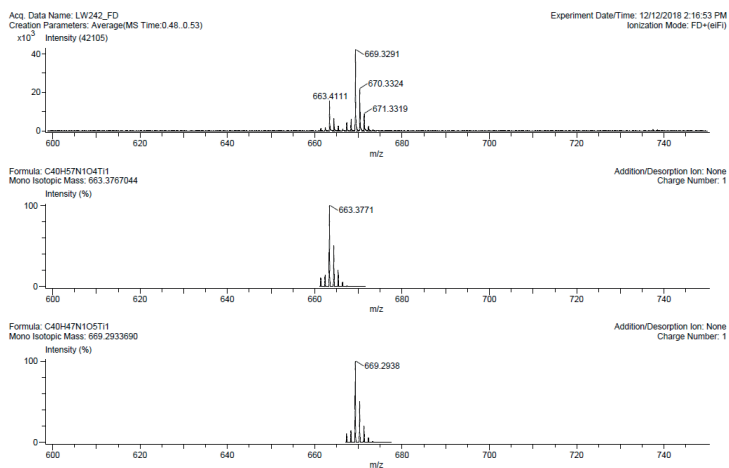 Acq. Data Name: LW242_FD
Experiment Date/Time: 12/12/2018 2:16:53 PM
Creation Parameters: Average(MS Time:0.48..0.53)
Ionization Mode: FD+(eiFi)
x10³ Intensity (42105)
40
669.3291
670.3324
20
663.4111
671.3319
0
600 620 640 660 680 700 720 740
m/z
Formula: C40H57N1O4Ti1
Addition/Desorption Ion: None
Mono Isotopic Mass: 663.3767044
Charge Number: 1
Intensity (%)
100
663.3771
0
600 620 640 660 680 700 720 740
m/z
Formula: C40H47N1O5Ti1
Addition/Desorption Ion: None
Mono Isotopic Mass: 669.2933690
Charge Number: 1
Intensity (%)
100
669.2938
0
600 620 640 660 680 700 720 740
m/z